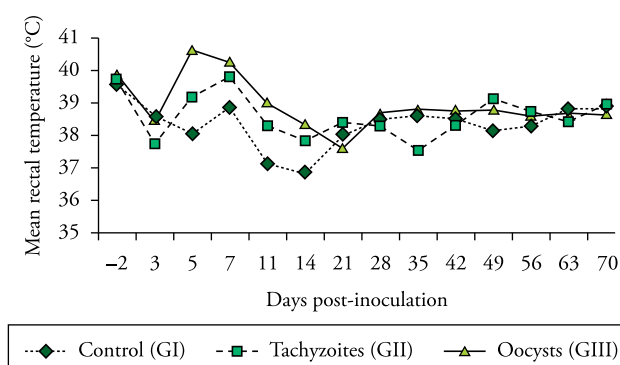 Mean rectal temperature (°C)
41
40
39
38
37
36
35
−2 3 5 7 11 14 21 28 35 42 49 56 63 70
Days post-inoculation
Control (GI) Tachyzoites (GII) Oocysts (GIII)